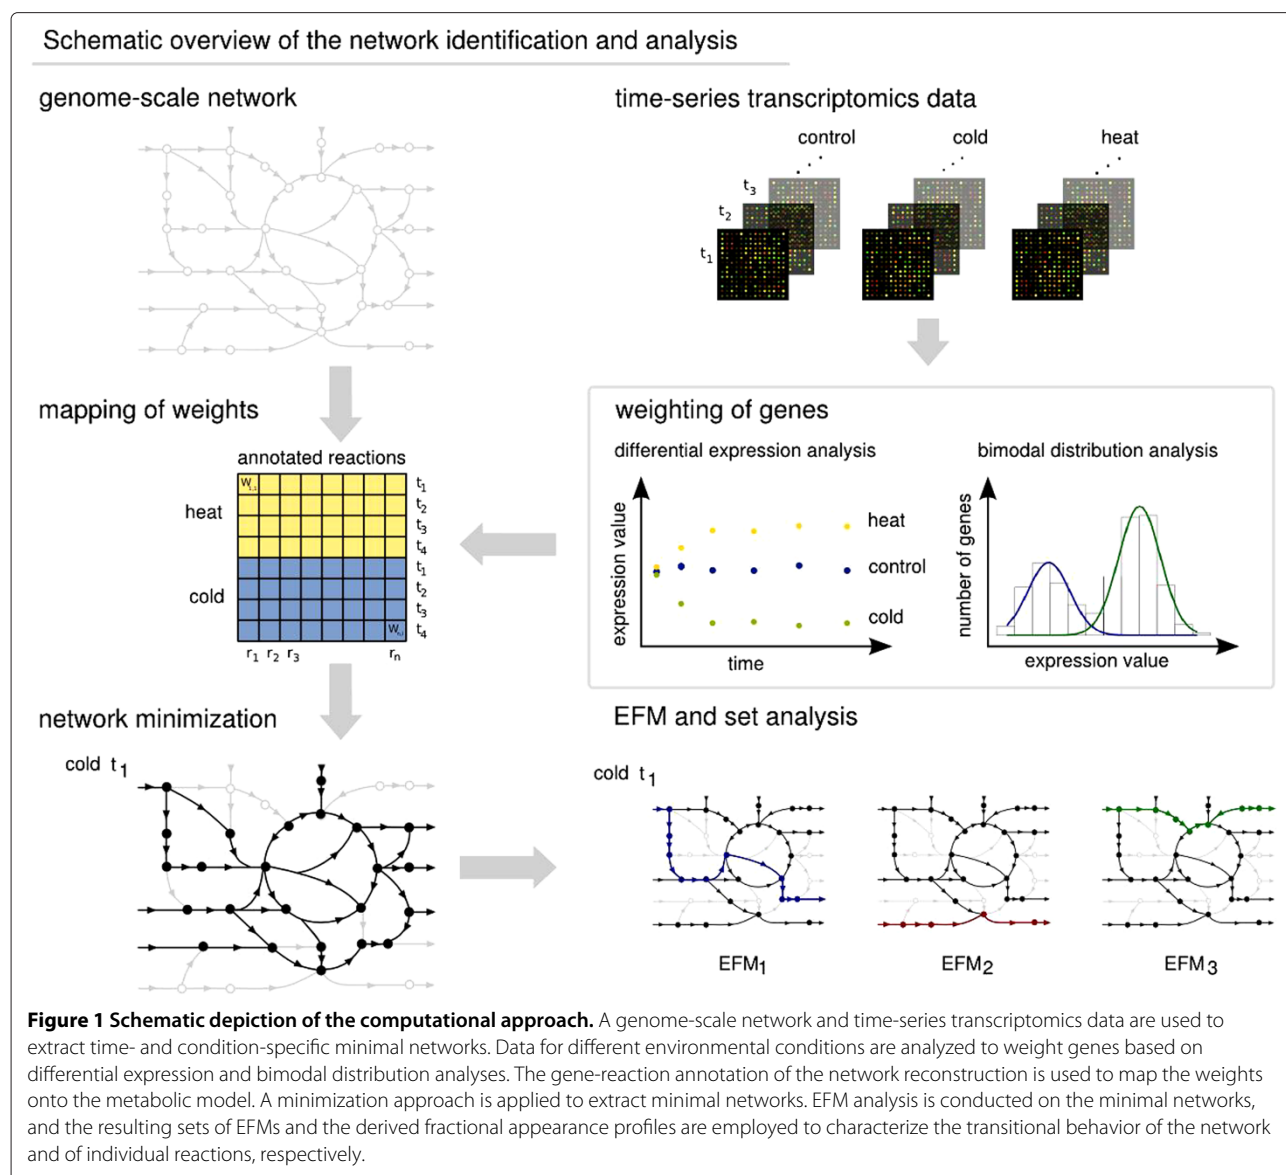 Schematic overview of the network identification and analysis
genome-scale network
time-series transcriptomics data
control
cold
heat
t3
t2
t1
mapping of weights
annotated reactions
W1,1
heat
cold
t1
t2
t3
t4
t1
t2
t3
t4
r1 r2 r3 rn
weighting of genes
differential expression analysis
expression value
time
heat
control
cold
bimodal distribution analysis
number of genes
expression value
network minimization
cold t1
EFM and set analysis
cold t1
EFM1
EFM2
EFM3
Figure 1 Schematic depiction of the computational approach. A genome-scale network and time-series transcriptomics data are used to
extract time- and condition-specific minimal networks. Data for different environmental conditions are analyzed to weight genes based on
differential expression and bimodal distribution analyses. The gene-reaction annotation of the network reconstruction is used to map the weights
onto the metabolic model. A minimization approach is applied to extract minimal networks. EFM analysis is conducted on the minimal networks,
and the resulting sets of EFMs and the derived fractional appearance profiles are employed to characterize the transitional behavior of the network
and of individual reactions, respectively.